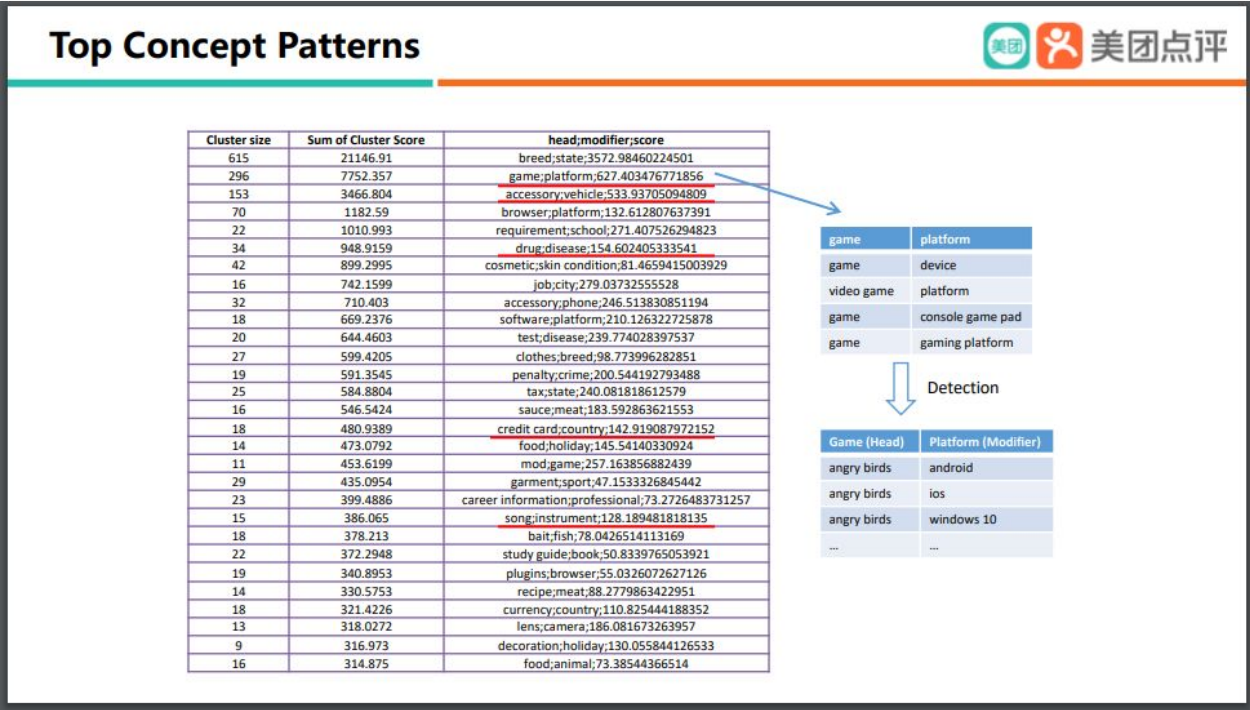 Top Concept Patterns
美团 美团点评
Cluster size Sum of Cluster Score head;modifier;score
615 21146.91 breed;state;3572.98460224501
296 7752.357 game;platform;627.403476771856
153 3466.804 accessory;vehicle;533.93705094809
70 1182.59 browser;platform;132.612807637391
22 1010.993 requirement;school;271.407526294823
34 948.9159 drug;disease;154.602405333541
42 899.2995 cosmetic;skin condition;81.4659415003929
16 742.1599 job;city;279.03732555528
32 710.403 accessory;phone;246.513830851194
18 669.2376 software;platform;210.126322725878
20 644.4603 test;disease;239.774028397537
27 599.4205 clothes;breed;98.773996282851
19 591.3545 penalty;crime;200.544192793488
25 584.8804 tax;state;240.081818612579
16 546.5424 sauce;meat;183.592863621553
18 480.9389 credit card;country;142.919087972152
14 473.0792 food;holiday;145.54140330924
11 453.6199 mod;game;257.163856882439
29 435.0954 garment;sport;47.1533326845442
23 399.4886 career information;professional;73.2726483731257
15 386.065 song;instrument;128.189481818135
18 378.213 bait;fish;78.0426514113169
22 372.2948 study guide;book;50.8339765053921
19 340.8953 plugins;browser;55.0326072627126
14 330.5753 recipe;meat;88.2779863422951
18 321.4226 currency;country;110.825444188352
13 318.0272 lens;camera;186.081673263957
9 316.973 decoration;holiday;130.055844126533
16 314.875 food;animal;73.38544366514
game platform
game device
video game platform
game console game pad
game gaming platform
Detection
Game (Head) Platform (Modifier)
angry birds android
angry birds ios
angry birds windows 10
... ...